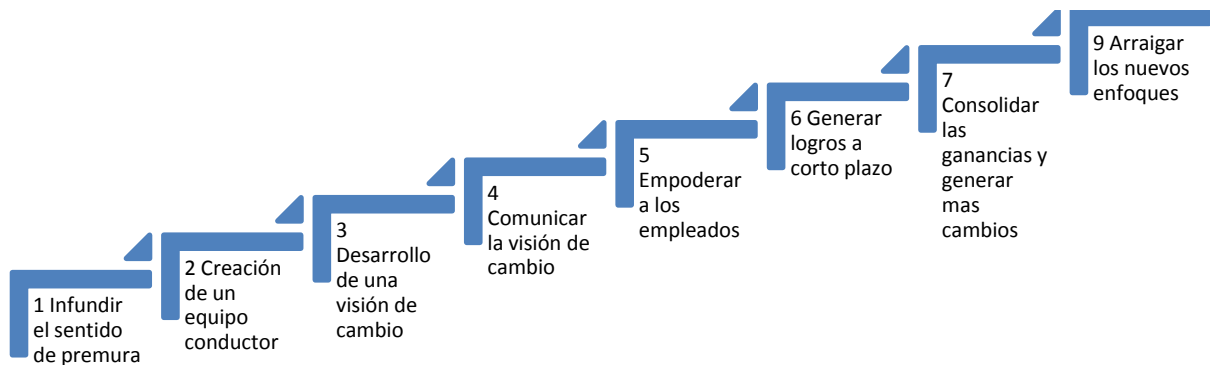 1 Infundir
el sentido
de premura
2 Creación
de un
equipo
conductor
3
Desarrollo
de una
visión de
cambio
4
Comunicar
la visión de
cambio
5
Empoderar
a los
empleados
6 Generar
logros a
corto plazo
7
Consolidar
las
ganancias y
generar
mas
cambios
9 Arraigar
los nuevos
enfoques